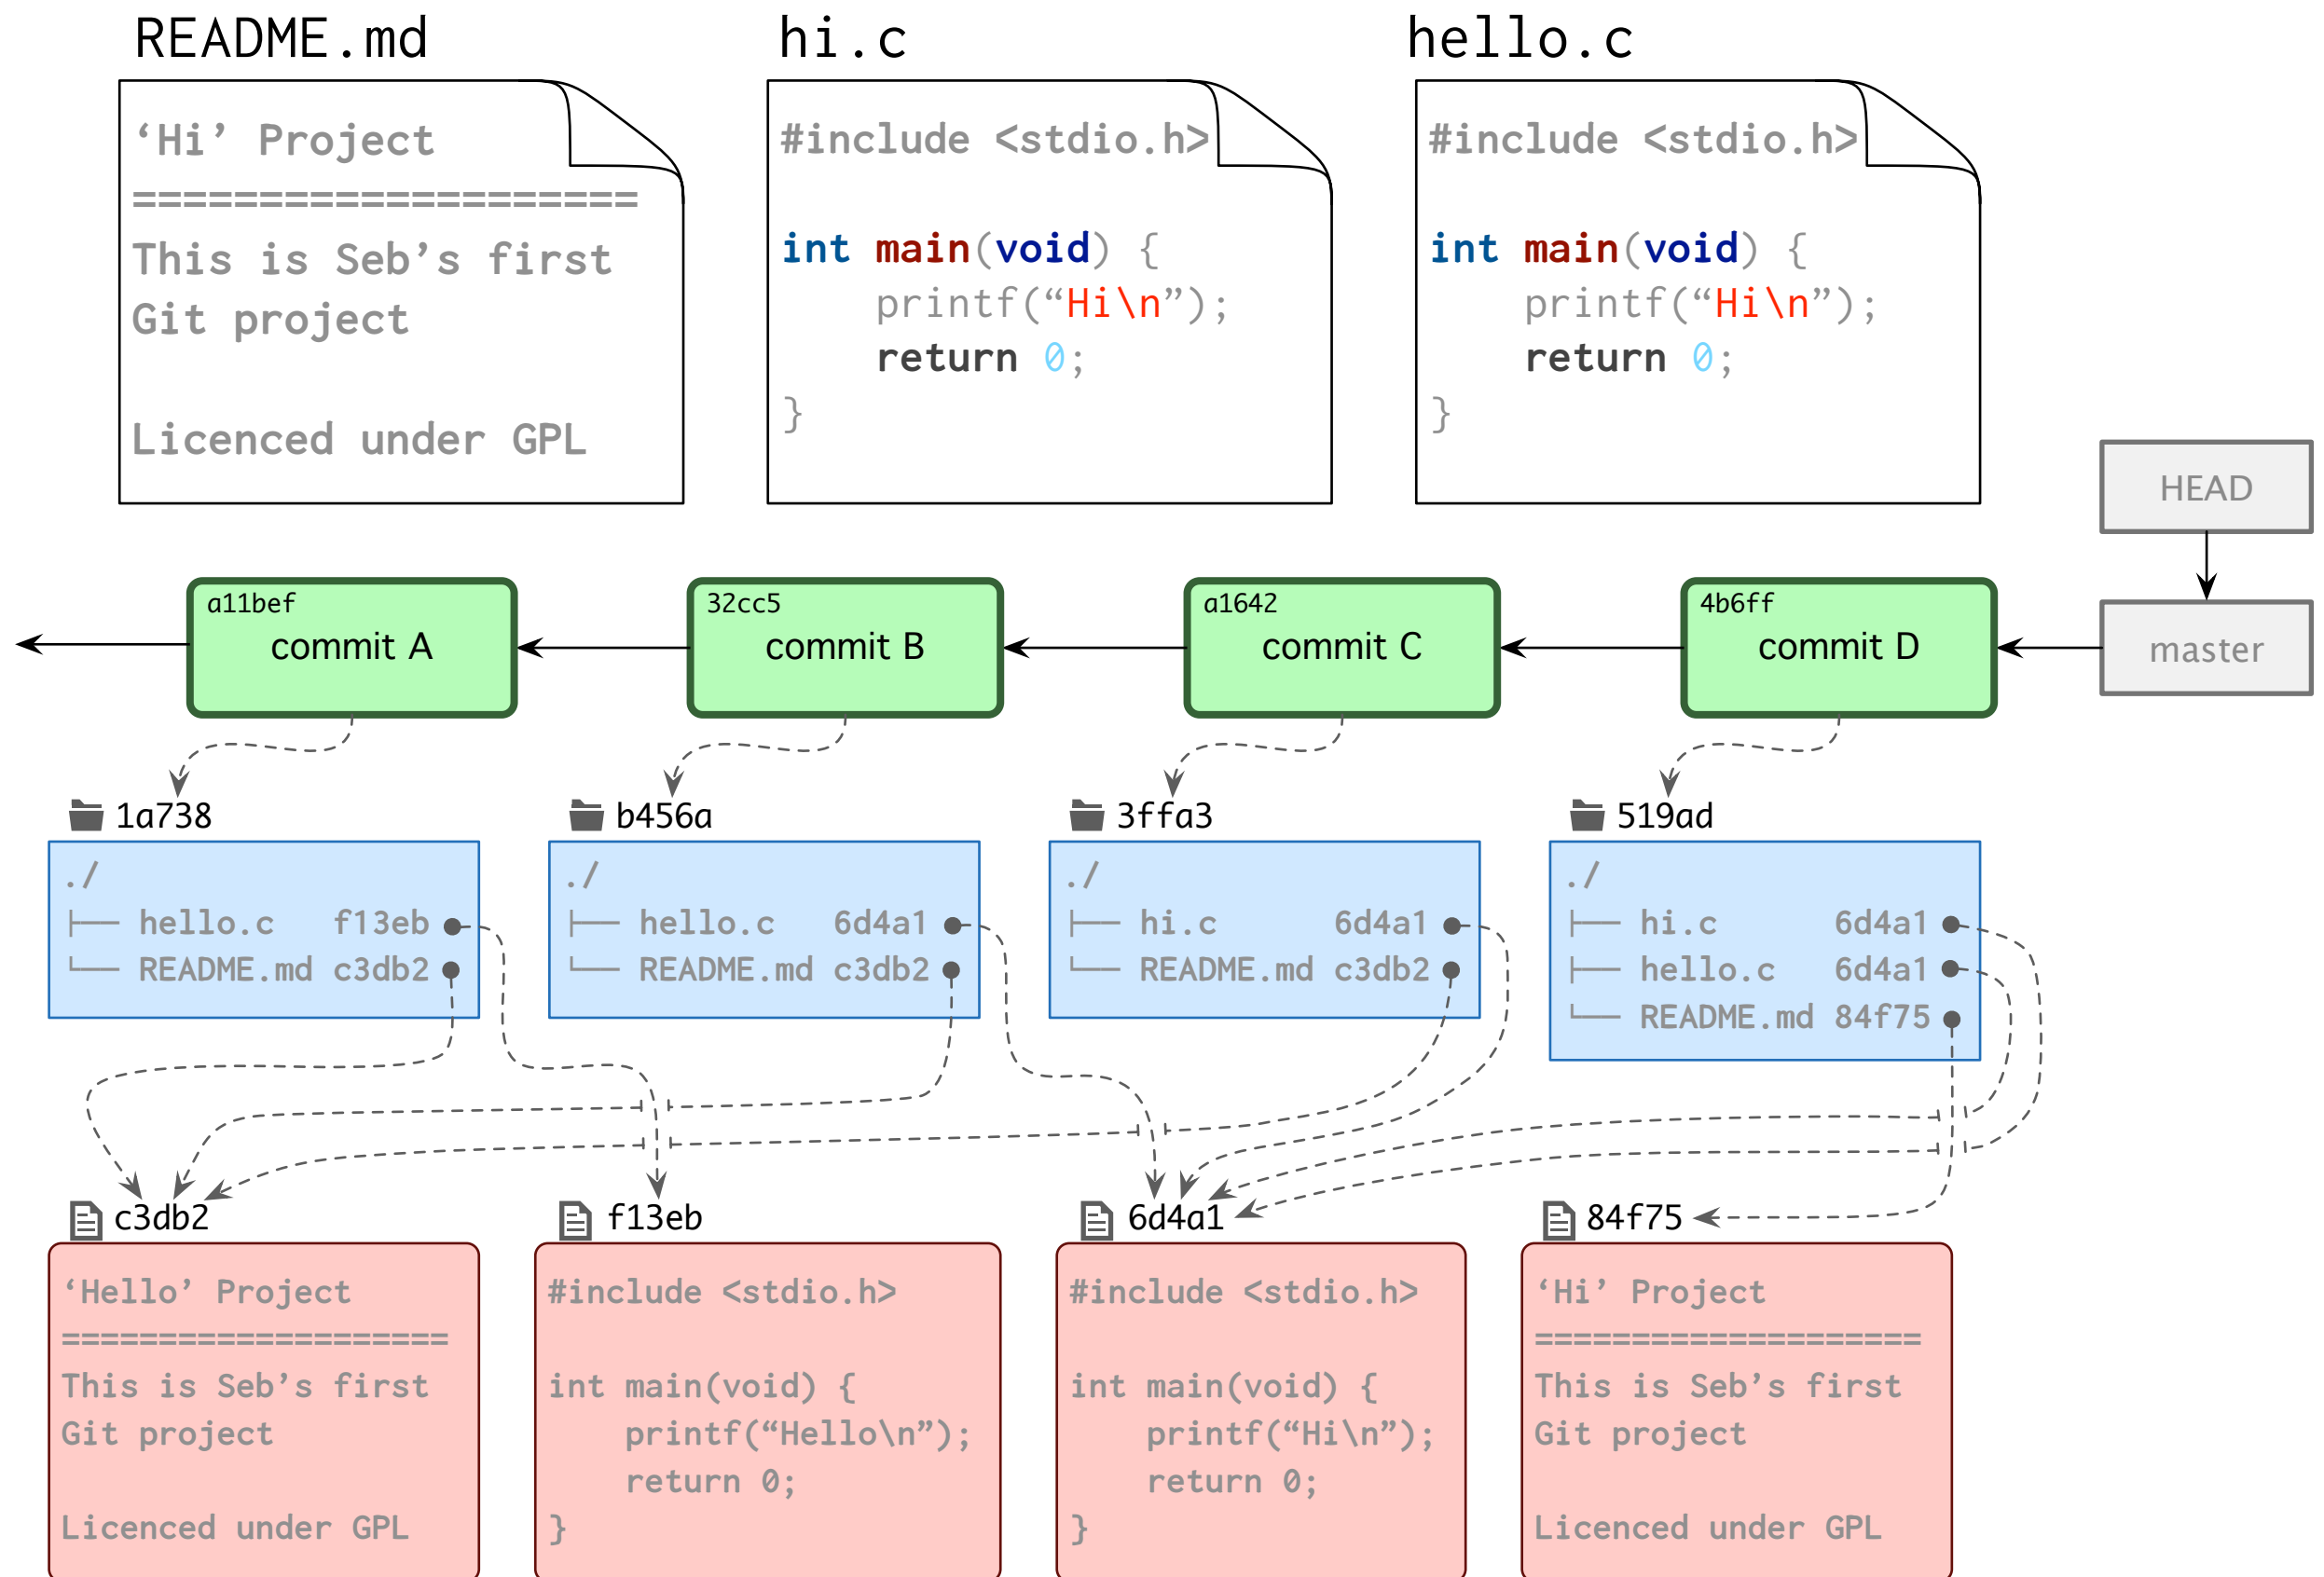 README.md
‘Hi’ Project
====================
This is Seb’s first
Git project
Licenced under GPL
hi.c
#include <stdio.h>
int main(void) {
printf(“Hi\n”);
return 0;
}
hello.c
#include <stdio.h>
int main(void) {
printf(“Hi\n”);
return 0;
}
HEAD
master
a11bef
commit A
32cc5
commit B
a1642
commit C
4b6ff
commit D
1a738
./
├── hello.c f13eb
└── README.md c3db2
b456a
./
├── hello.c 6d4a1
└── README.md c3db2
3ffa3
./
├── hi.c 6d4a1
└── README.md c3db2
519ad
./
├── hi.c 6d4a1
├── hello.c 6d4a1
└── README.md 84f75
c3db2
‘Hello’ Project
====================
This is Seb’s first
Git project
Licenced under GPL
f13eb
#include <stdio.h>
int main(void) {
printf(“Hello\n”);
return 0;
}
6d4a1
#include <stdio.h>
int main(void) {
printf(“Hi\n”);
return 0;
}
84f75
‘Hi’ Project
====================
This is Seb’s first
Git project
Licenced under GPL